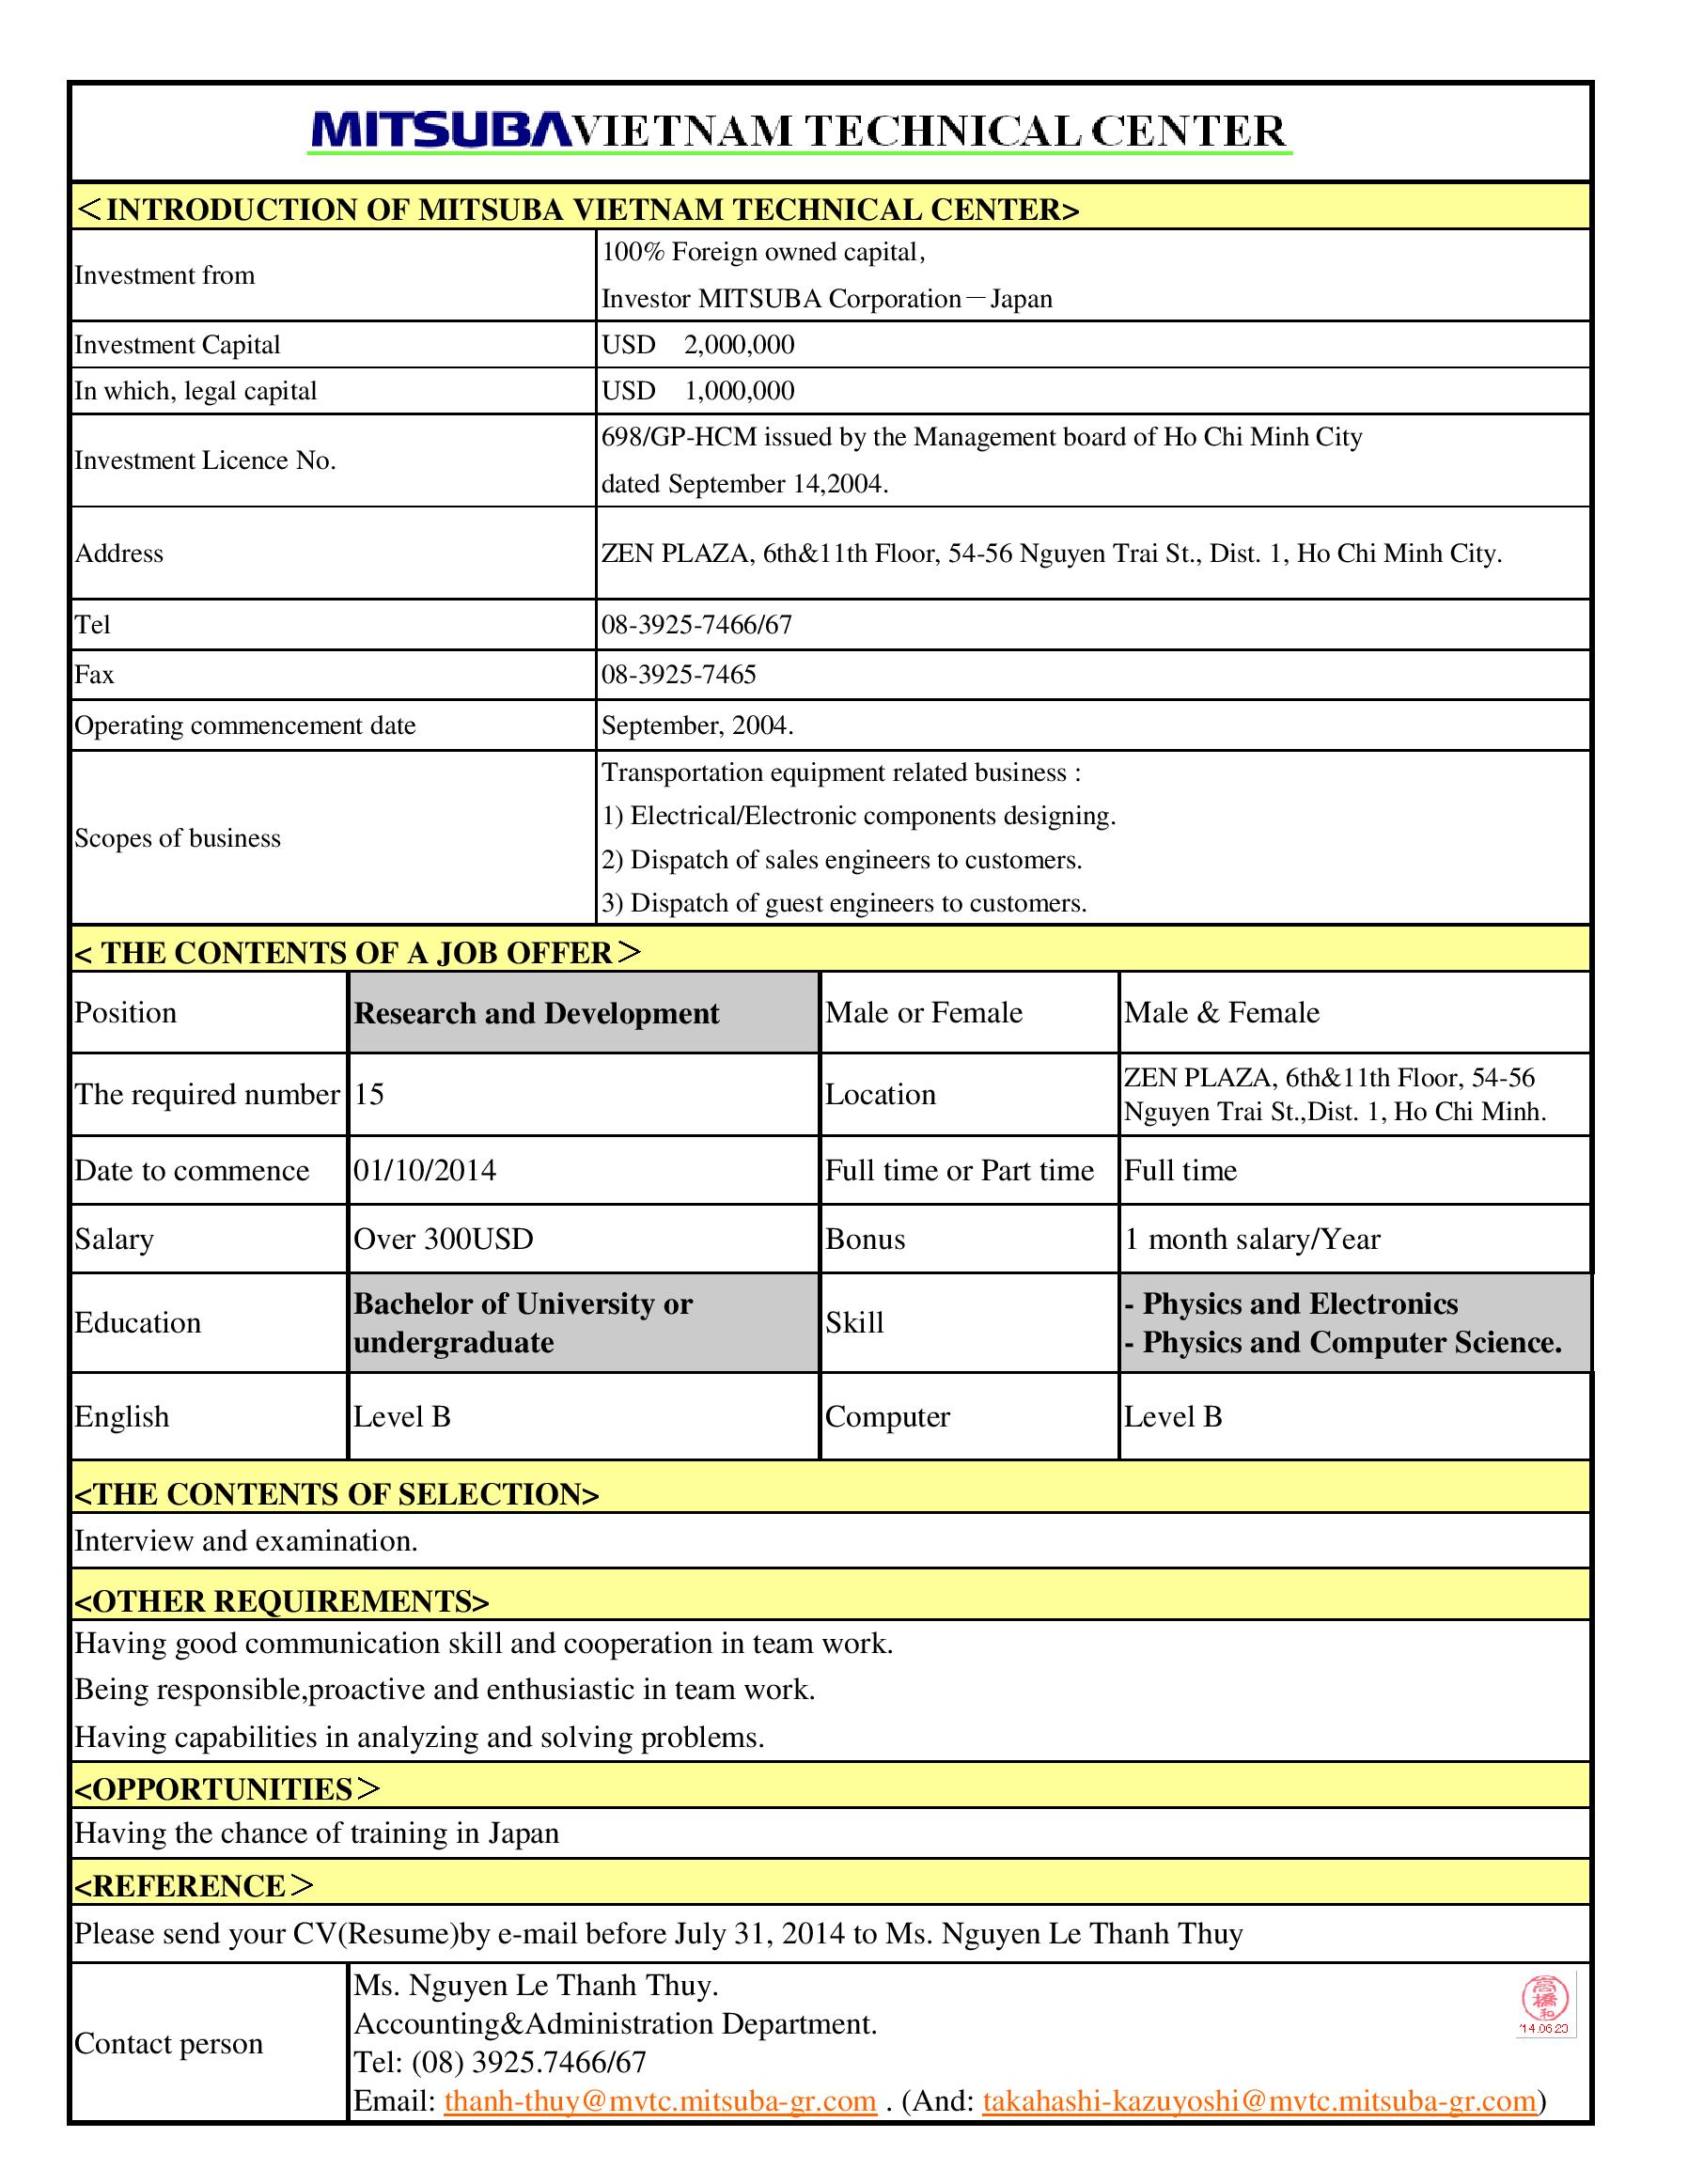 MITSUBA VIETNAM TECHNICAL CENTER
＜INTRODUCTION OF MITSUBA VIETNAM TECHNICAL CENTER>
Investment from
100% Foreign owned capital,
Investor MITSUBA Corporation－Japan
Investment Capital
USD 2,000,000
In which, legal capital
USD 1,000,000
Investment Licence No.
698/GP-HCM issued by the Management board of Ho Chi Minh City
dated September 14,2004.
Address
ZEN PLAZA, 6th&11th Floor, 54-56 Nguyen Trai St., Dist. 1, Ho Chi Minh City.
Tel
08-3925-7466/67
Fax
08-3925-7465
Operating commencement date
September, 2004.
Scopes of business
Transportation equipment related business :
1) Electrical/Electronic components designing.
2) Dispatch of sales engineers to customers.
3) Dispatch of guest engineers to customers.
< THE CONTENTS OF A JOB OFFER＞
Position
Research and Development
Male or Female
Male & Female
The required number
15
Location
ZEN PLAZA, 6th&11th Floor, 54-56
Nguyen Trai St.,Dist. 1, Ho Chi Minh.
Date to commence
01/10/2014
Full time or Part time
Full time
Salary
Over 300USD
Bonus
1 month salary/Year
Education
Bachelor of University or
undergraduate
Skill
- Physics and Electronics
- Physics and Computer Science.
English
Level B
Computer
Level B
<THE CONTENTS OF SELECTION>
Interview and examination.
<OTHER REQUIREMENTS>
Having good communication skill and cooperation in team work.
Being responsible,proactive and enthusiastic in team work.
Having capabilities in analyzing and solving problems.
<OPPORTUNITIES＞
Having the chance of training in Japan
<REFERENCE＞
Please send your CV(Resume)by e-mail before July 31, 2014 to Ms. Nguyen Le Thanh Thuy
Contact person
Ms. Nguyen Le Thanh Thuy.
Accounting&Administration Department.
Tel: (08) 3925.7466/67
Email: thanh-thuy@mvtc.mitsuba-gr.com . (And: takahashi-kazuyoshi@mvtc.mitsuba-gr.com)
高
橋
和
'14.06.23